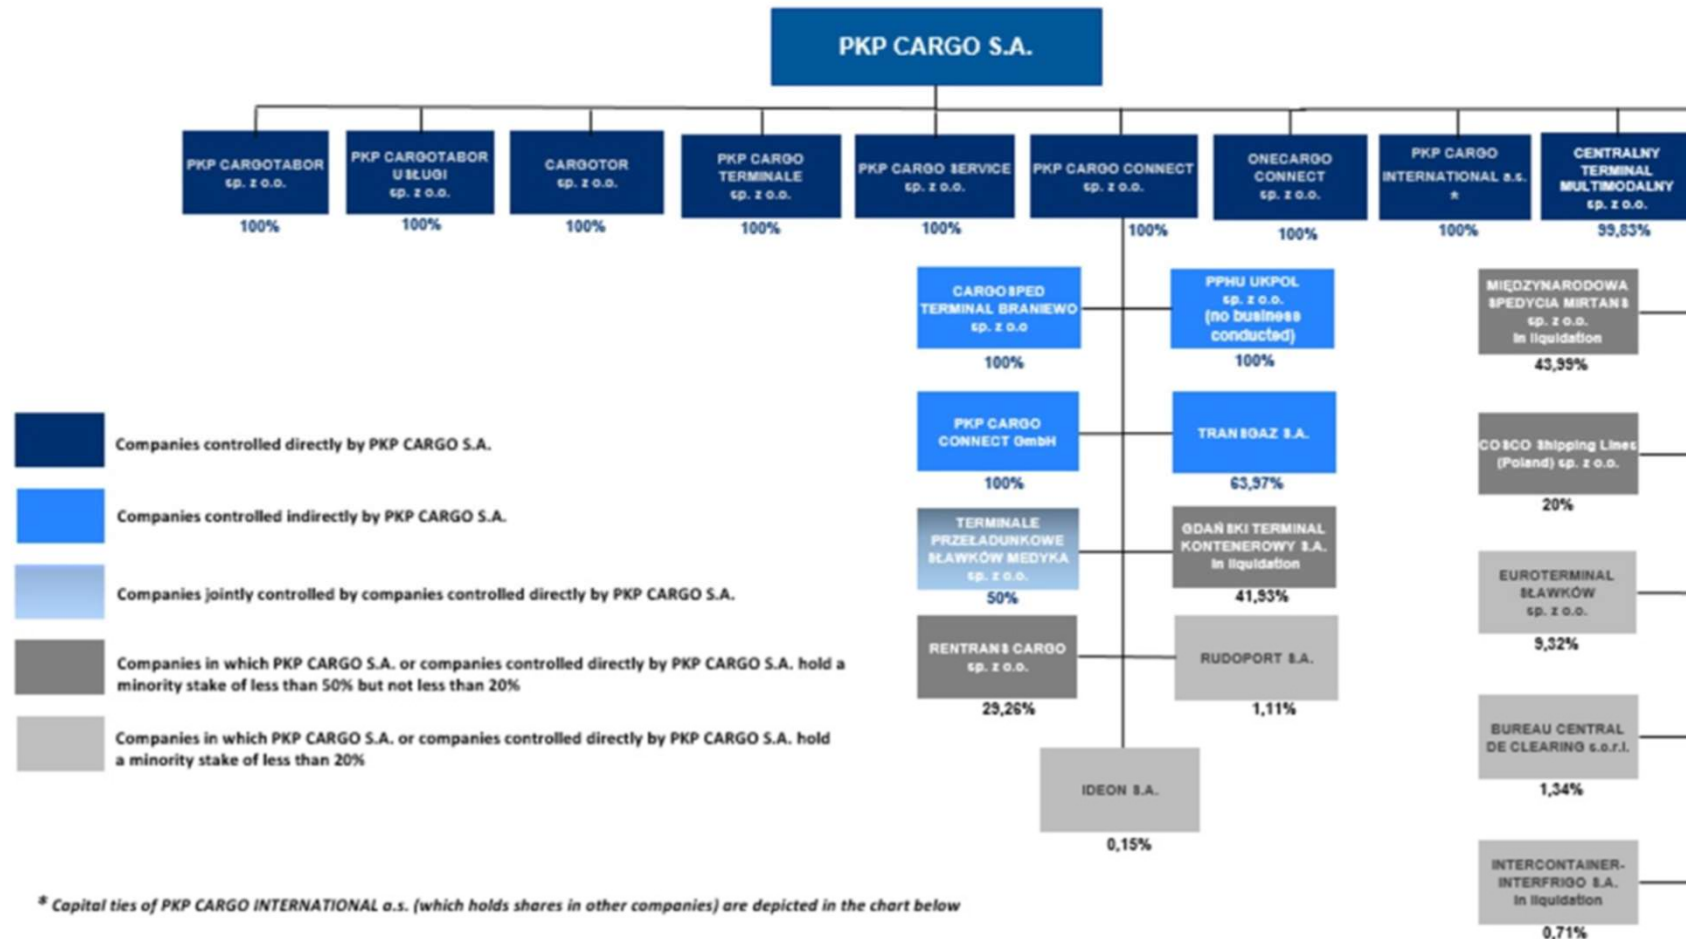 PKP CARGO S.A.
PKP CARGOTABOR
sp. z o.o.
100%
PKP CARGOTABOR
USŁUGI
sp. z o.o.
100%
CARGOTOR
sp. z o.o.
100%
PKP CARGO
TERMINALE
sp. z o.o.
100%
PKP CARGO SERVICE
sp. z o.o.
100%
PKP CARGO CONNECT
sp. z o.o.
100%
ONECARGO
CONNECT
sp. z o.o.
100%
PKP CARGO
INTERNATIONAL a.s.
*
100%
CENTRALNY
TERMINAL
MULTIMODALNY
sp. z o.o.
99,83%
CARGOSPED
TERMINAL BRANIEWO
sp. z o.o
100%
PPHU UKPOL
sp. z o.o.
(no business
conducted)
100%
MIĘDZYNARODOWA
SPEDYCIA MIRTANS
sp. z o.o.
in liquidation
43,99%
PKP CARGO
CONNECT GmbH
100%
TRANSGAZ S.A.
63,97%
COSCO Shipping Lines
(Poland) sp. z o.o.
20%
TERMINALE
PRZEŁADUNKOWE
SŁAWKÓW MEDYKA
sp. z o.o.
50%
GDAŃSKI TERMINAL
KONTENEROWY S.A.
in liquidation
41,93%
EUROTERMINAL
SŁAWKÓW
sp. z o.o.
9,32%
RENTRANS CARGO
sp. z o.o.
29,26%
RUDOPORT S.A.
1,11%
BUREAU CENTRAL
DE CLEARING s.o.r.l.
1,34%
IDEON S.A.
0,15%
INTERCONTAINER-
INTERFRIGO S.A.
in liquidation
0,71%
Companies controlled directly by PKP CARGO S.A.
Companies controlled indirectly by PKP CARGO S.A.
Companies jointly controlled by companies controlled directly by PKP CARGO S.A.
Companies in which PKP CARGO S.A. or companies controlled directly by PKP CARGO S.A. hold a
minority stake of less than 50% but not less than 20%
Companies in which PKP CARGO S.A. or companies controlled directly by PKP CARGO S.A. hold
a minority stake of less than 20%
* Capital ties of PKP CARGO INTERNATIONAL a.s. (which holds shares in other companies) are depicted in the chart below